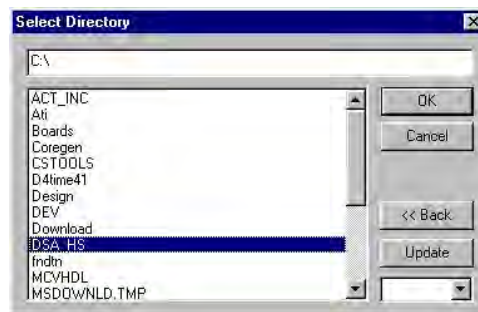 Select Directory
C:\
ACT_INC
Ati
Boards
Coregen
CSTOOLS
D4time41
Design
DEV
Download
DSA_HS
fndtn
MCVHDL
MSDOWNLD.TMP
OK
Cancel
<< Back
Update